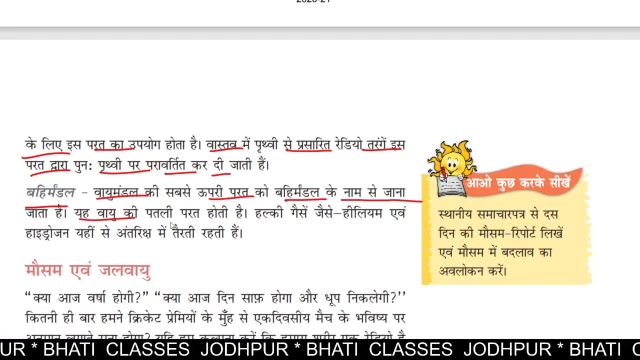 2020-21
के लिए इस परत का उपयोग होता है। वास्तव में पृथ्वी से प्रसारित रेडियो तरंगें इस
परत द्वारा पुनः पृथ्वी पर परावर्तित कर दी जाती हैं।
बहिर्मंडल - वायुमंडल की सबसे ऊपरी परत को बहिर्मंडल के नाम से जाना
जाता है। यह वायु की पतली परत होती है। हल्की गैसें जैसे-हीलियम एवं
हाइड्रोजन यहीं से अंतरिक्ष में तैरती रहती हैं।
मौसम एवं जलवायु
“क्या आज वर्षा होगी?” “क्या आज दिन साफ़ होगा और धूप निकलेगी?’’
कितनी ही बार हमने क्रिकेट प्रेमियों के मुँह से एकदिवसीय मैच के भविष्य पर
आओ कुछ करके सीखें
स्थानीय समाचारपत्र से दस
दिन की मौसम-रिपोर्ट लिखें
एवं मौसम में बदलाव का
अवलोकन करें।
UR * BHATI CLASSES JODHPUR * BHATI CLASSES JODHPUR * BHATI